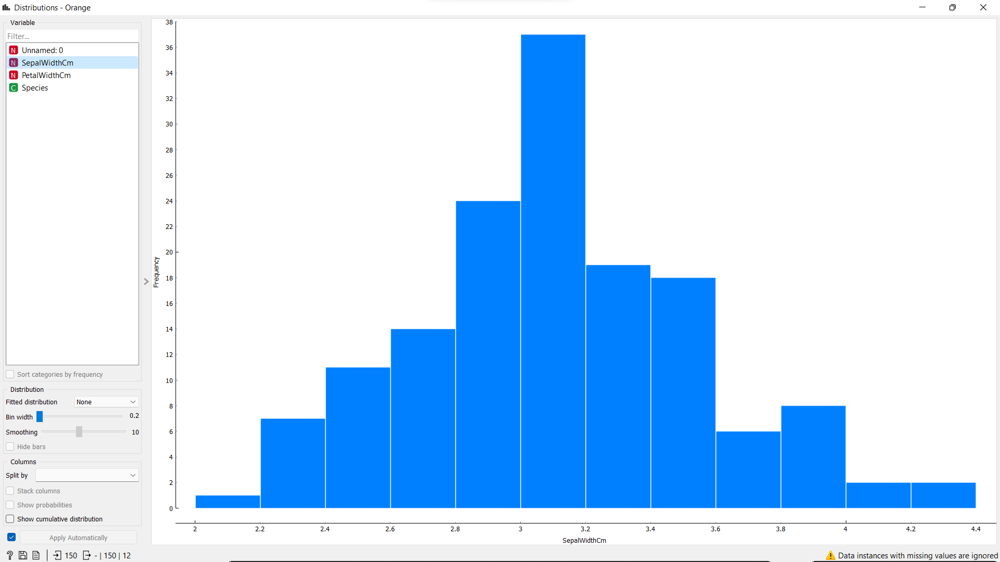 Distributions - Orange
Variable
Filter...
N Unnamed: 0
N SepalWidthCm
N PetalWidthCm
C Species
Sort categories by frequency
Distribution
Fitted distribution None
Bin width 0.2
Smoothing 10
Hide bars
Columns
Split by
Stack columns
Show probabilities
Show cumulative distribution
Apply Automatically
? 150 - | 150 | 12
38
36
34
32
30
28
26
24
22
20
18
16
14
12
10
8
6
4
2
0
Frequency
2 2.2 2.4 2.6 2.8 3 3.2 3.4 3.6 3.8 4 4.2 4.4
SepalWidthCm
Data instances with missing values are ignored